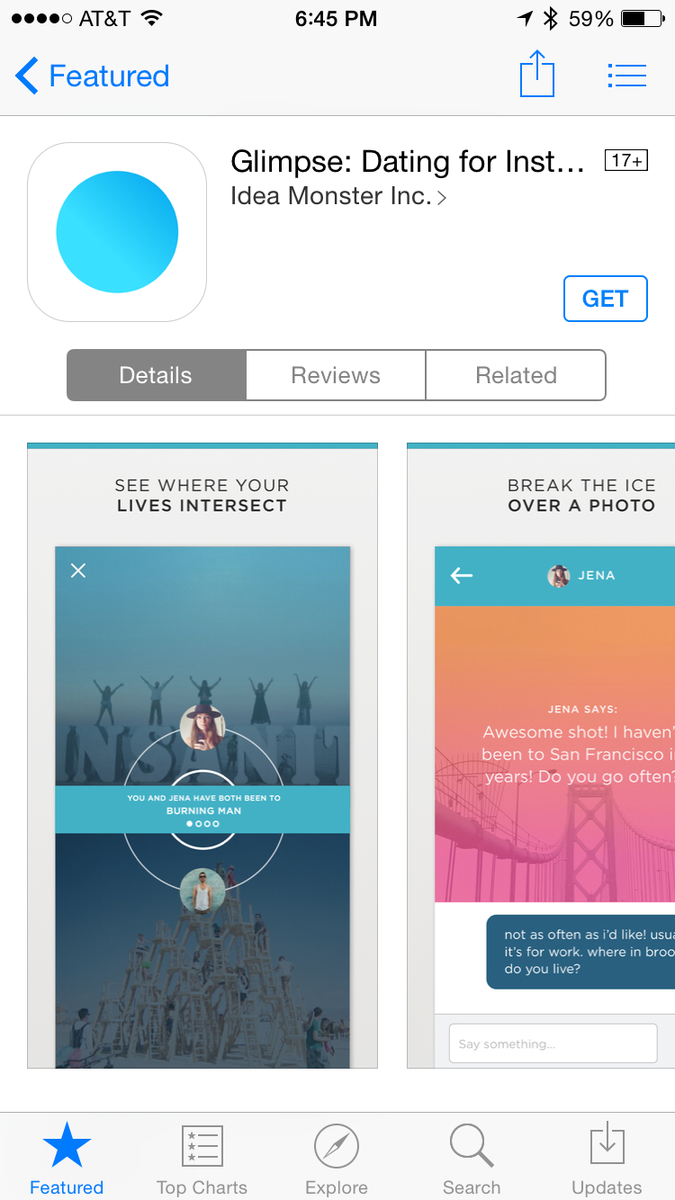 AT&T 6:45 PM 59%
Featured
Glimpse: Dating for Inst... 17+
Idea Monster Inc.
GET
Details Reviews Related
SEE WHERE YOUR
LIVES INTERSECT
INSANIT
YOU AND JENA HAVE BOTH BEEN TO
BURNING MAN
BREAK THE ICE
OVER A PHOTO
JENA
JENA SAYS:
Awesome shot! I haven'
been to San Francisco i
years! Do you go often?
not as often as i'd like! usu
it's for work. where in broo
do you live?
Say something...
Featured Top Charts Explore Search Updates